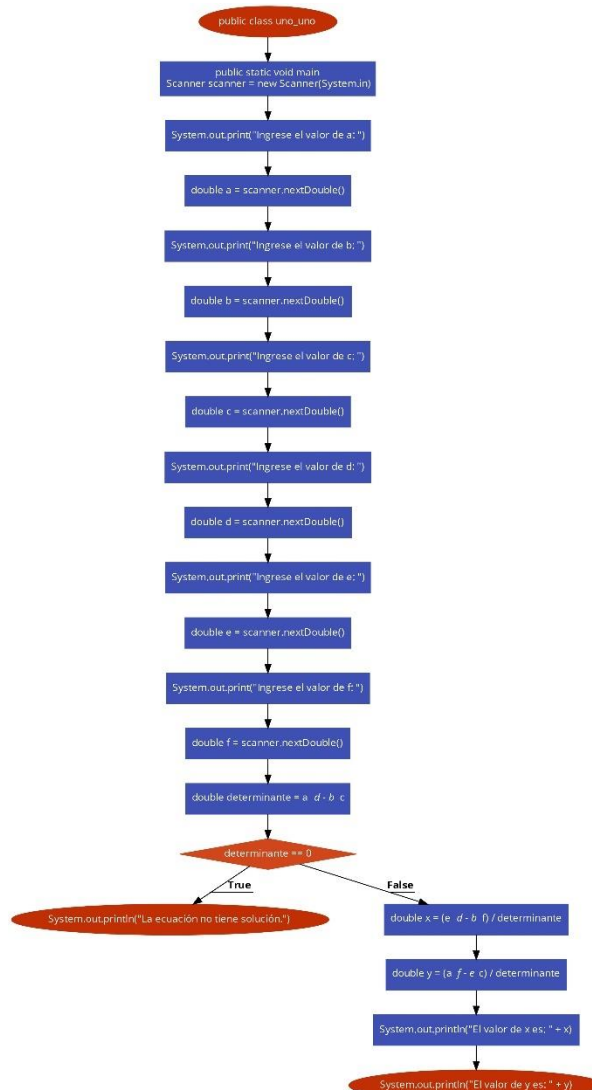 public class uno_uno
public static void main
Scanner scanner = new Scanner(System.in)
System.out.print("Ingrese el valor de a: ")
double a = scanner.nextDouble()
System.out.print("Ingrese el valor de b: ")
double b = scanner.nextDouble()
System.out.print("Ingrese el valor de c: ")
double c = scanner.nextDouble()
System.out.print("Ingrese el valor de d: ")
double d = scanner.nextDouble()
System.out.print("Ingrese el valor de e: ")
double e = scanner.nextDouble()
System.out.print("Ingrese el valor de f: ")
double f = scanner.nextDouble()
double determinante = a d - b c
determinante == 0
True
False
System.out.println("La ecuación no tiene solución.")
double x = (e d - b f) / determinante
double y = (a f - e c) / determinante
System.out.println("El valor de x es: " + x)
System.out.println("El valor de y es: " + y)